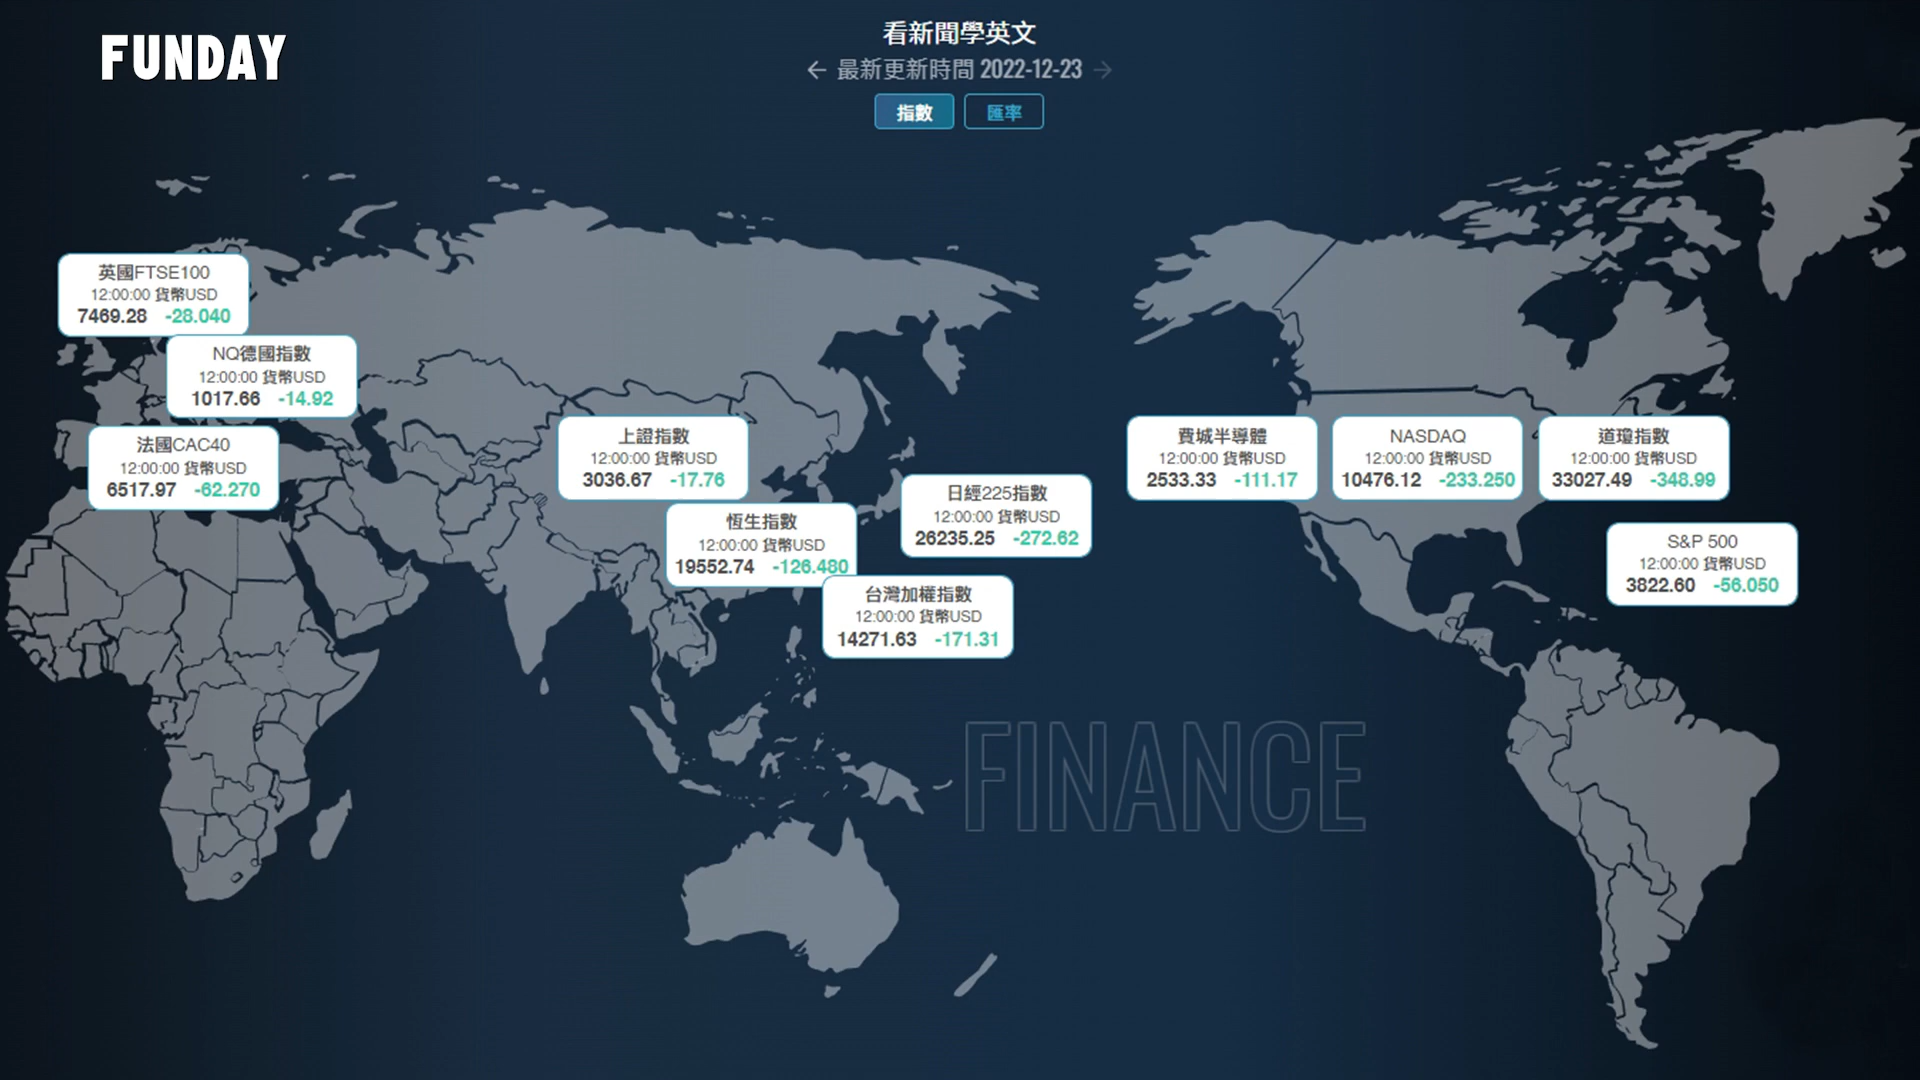 FUNDAY
看新聞學英文
← 最新更新時間 2022-12-23 →
指數
匯率
英國FTSE100
12:00:00 貨幣USD
7469.28 -28.040
NQ德國指數
12:00:00 貨幣USD
1017.66 -14.92
法國CAC40
12:00:00 貨幣USD
6517.97 -62.270
上證指數
12:00:00 貨幣USD
3036.67 -17.76
恆生指數
12:00:00 貨幣USD
19552.74 -126.480
日經225指數
12:00:00 貨幣USD
26235.25 -272.62
台灣加權指數
12:00:00 貨幣USD
14271.63 -171.31
費城半導體
12:00:00 貨幣USD
2533.33 -111.17
NASDAQ
12:00:00 貨幣USD
10476.12 -233.250
道瓊指數
12:00:00 貨幣USD
33027.49 -348.99
S&P 500
12:00:00 貨幣USD
3822.60 -56.050
FINANCE